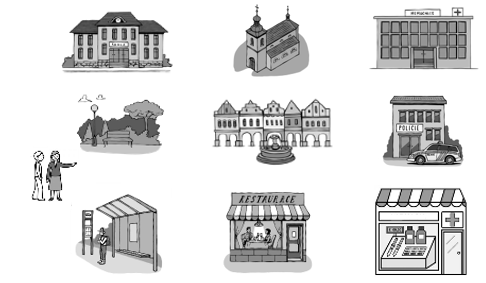 ŠKOLA
NEMOCNICE
POLICIE
RESTAURACE